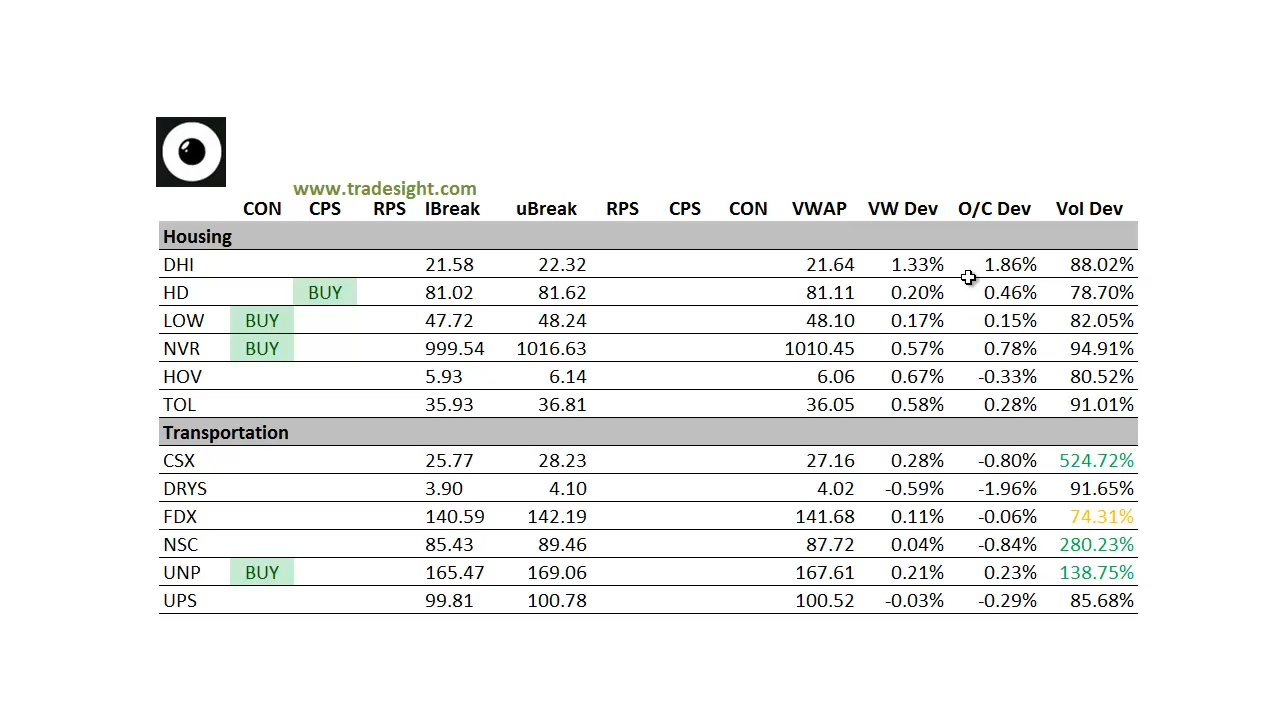 www.tradesight.com
CON CPS RPS lBreak uBreak RPS CPS CON VWAP VW Dev O/C Dev Vol Dev
Housing
DHI 21.58 22.32 21.64 1.33% 1.86% 88.02%
HD BUY 81.02 81.62 81.11 0.20% 0.46% 78.70%
LOW BUY 47.72 48.24 48.10 0.17% 0.15% 82.05%
NVR BUY 999.54 1016.63 1010.45 0.57% 0.78% 94.91%
HOV 5.93 6.14 6.06 0.67% -0.33% 80.52%
TOL 35.93 36.81 36.05 0.58% 0.28% 91.01%
Transportation
CSX 25.77 28.23 27.16 0.28% -0.80% 524.72%
DRYS 3.90 4.10 4.02 -0.59% -1.96% 91.65%
FDX 140.59 142.19 141.68 0.11% -0.06% 74.31%
NSC 85.43 89.46 87.72 0.04% -0.84% 280.23%
UNP BUY 165.47 169.06 167.61 0.21% 0.23% 138.75%
UPS 99.81 100.78 100.52 -0.03% -0.29% 85.68%